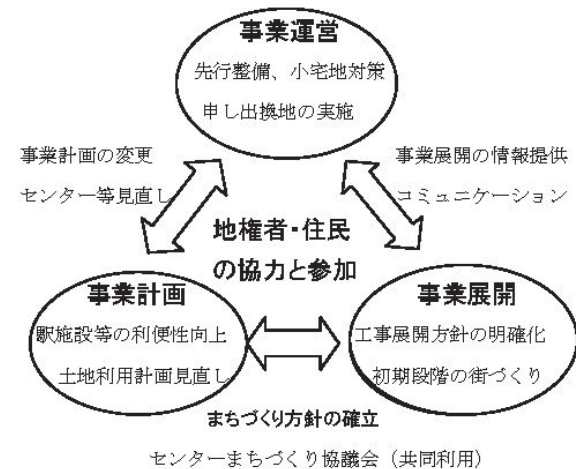 事業運営
先行整備、小宅地対策
申し出換地の実施
事業計画の変更
センター等見直し
事業展開の情報提供
コミュニケーション
地権者・住民
の協力と参加
事業計画
駅施設等の利便性向上
土地利用計画見直し
事業展開
工事展開方針の明確化
初期段階の街づくり
まちづくり方針の確立
センターまちづくり協議会（共同利用）